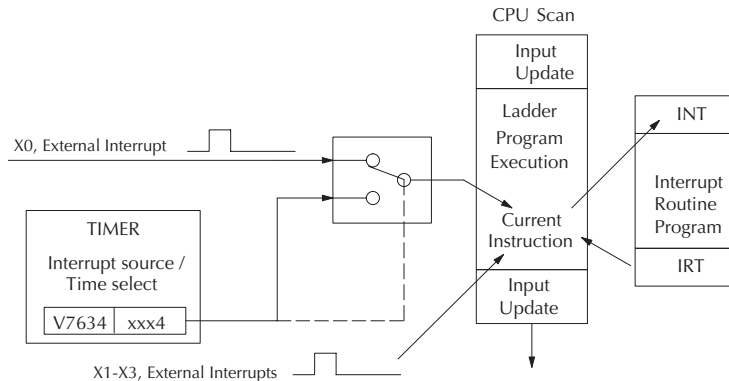 CPU Scan
Input
Update
Ladder
Program
Execution
Current
Instruction
Input
Update
INT
Interrupt
Routine
Program
IRT
X0, External Interrupt
TIMER
Interrupt source /
Time select
V7634 xxx4
X1-X3, External Interrupts